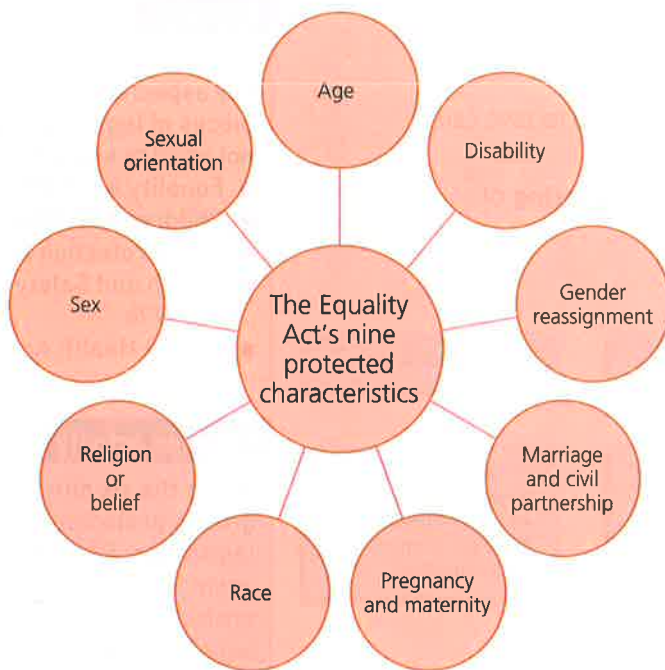 Age
Disability
Gender
reassignment
Marriage
and civil
partnership
Pregnancy
and maternity
Race
Religion
or
belief
Sex
Sexual
orientation
The Equality
Act's nine
protected
characteristics